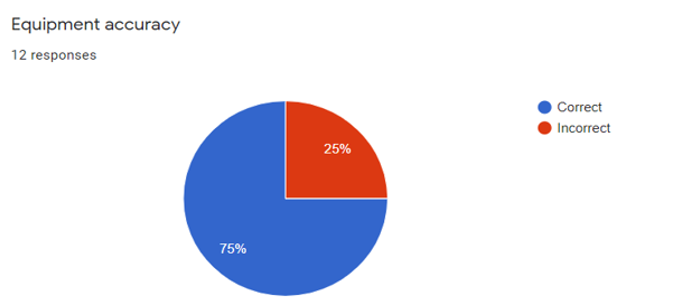 Equipment accuracy
12 responses
Correct
Incorrect
25%
75%